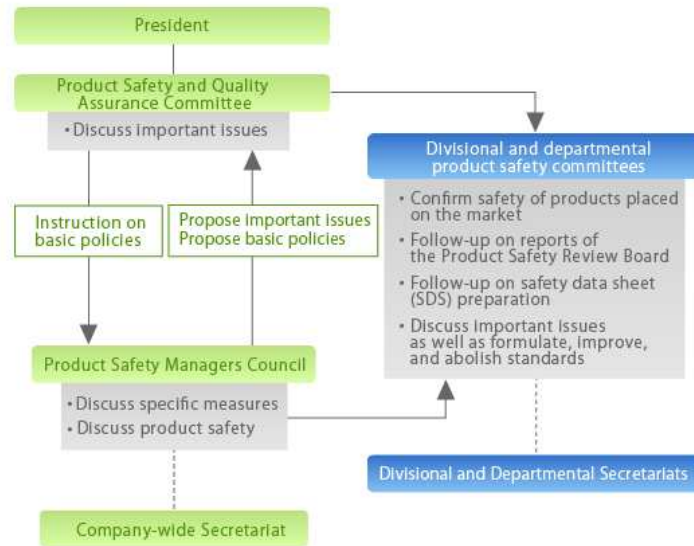 President
Product Safety and Quality
Assurance Committee
• Discuss important issues
Instruction on
basic policies
Propose important issues
Propose basic policies
Product Safety Managers Council
• Discuss specific measures
• Discuss product safety
Company-wide Secretariat
Divisional and departmental
product safety committees
• Confirm safety of products placed
on the market
• Follow-up on reports of
the Product Safety Review Board
• Follow-up on safety data sheet
(SDS) preparation
• Discuss important issues
as well as formulate, improve,
and abolish standards
Divisional and Departmental Secretariats